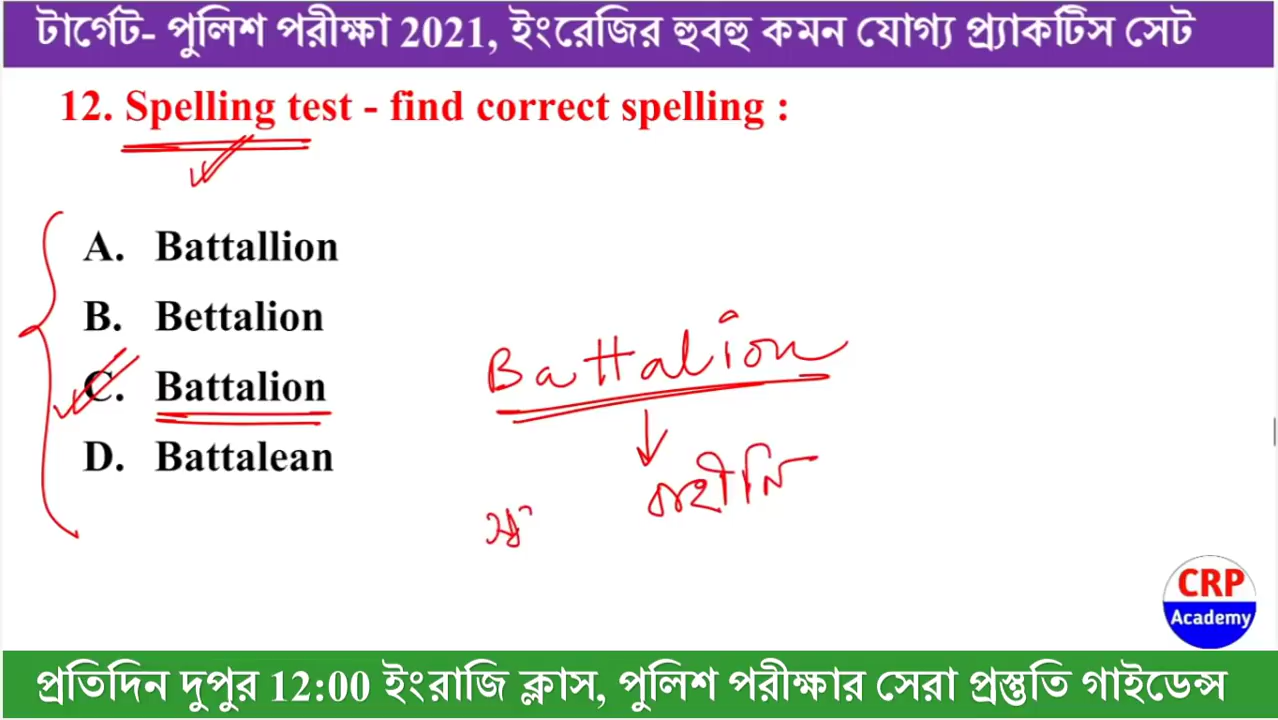 টার্গেট- পুলিশ পরীক্ষা 2021, ইংরেজির হুবহু কমন যোগ্য প্র্যাকটিস সেট
12. Spelling test - find correct spelling :
A. Battallion
B. Bettalion
C. Battalion
D. Battalean
Battalion
বাহীনি
CRP
Academy
প্রতিদিন দুপুর 12:00 ইংরাজি ক্লাস, পুলিশ পরীক্ষার সেরা প্রস্তুতি গাইডেন্স